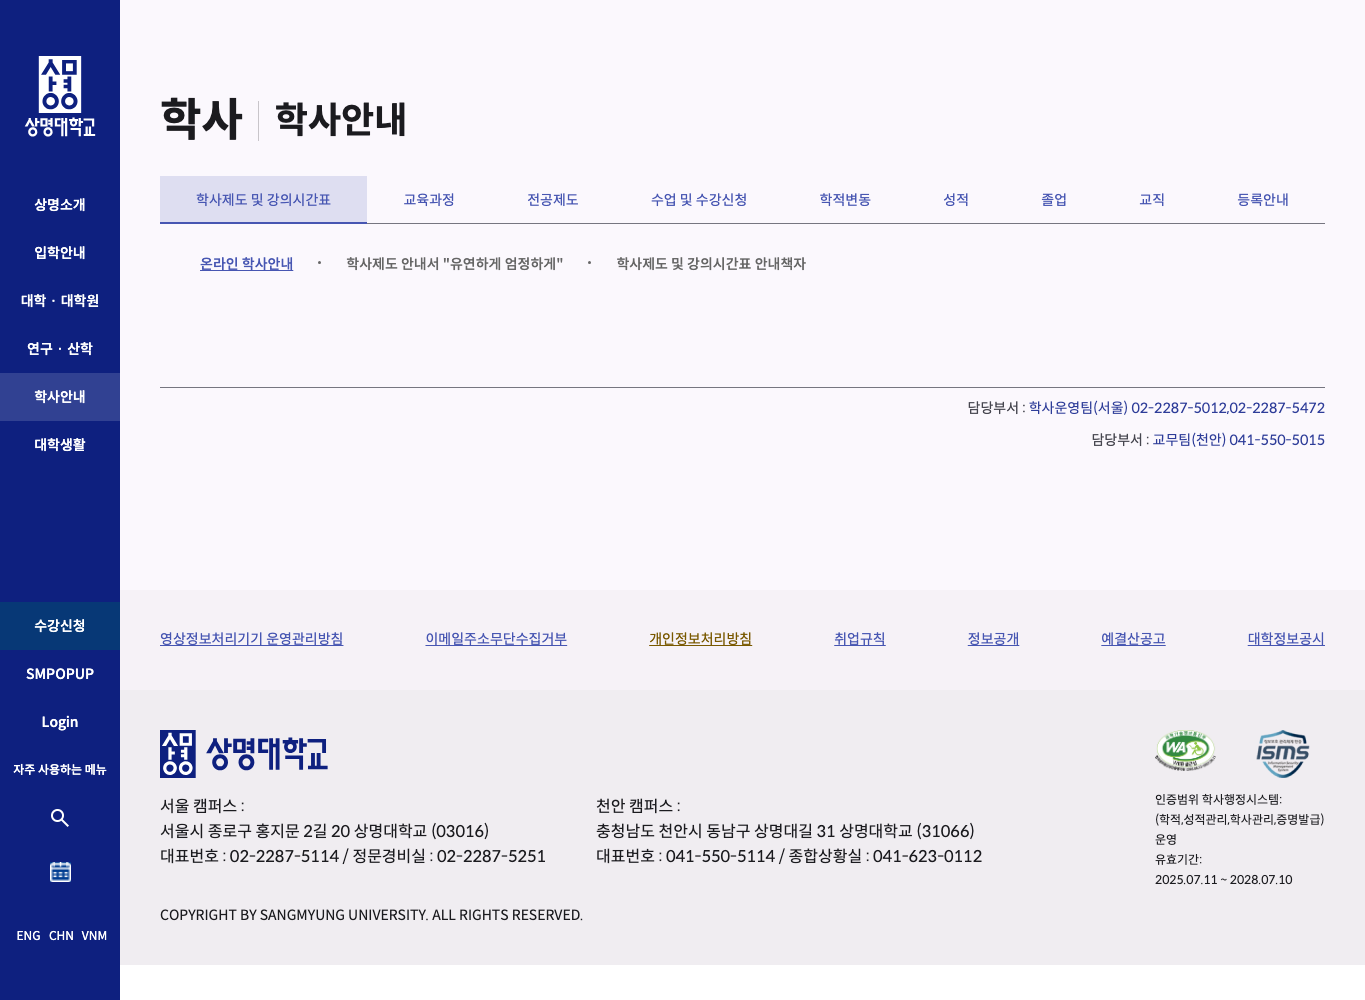 상명대학교
상명소개
입학안내
대학 · 대학원
연구 · 산학
학사안내
대학생활
수강신청
SMPOPUP
Login
자주 사용하는 메뉴
ENG CHN VNM
학사 학사안내
학사제도 및 강의시간표 교육과정 전공제도 수업 및 수강신청 학적변동 성적 졸업 교직 등록안내
온라인 학사안내 · 학사제도 안내서 "유연하게 엄정하게" · 학사제도 및 강의시간표 안내책자
담당부서 : 학사운영팀(서울) 02-2287-5012,02-2287-5472
담당부서 : 교무팀(천안) 041-550-5015
영상정보처리기기 운영관리방침 이메일주소무단수집거부 개인정보처리방침 취업규칙 정보공개 예결산공고 대학정보공시
상명대학교
서울 캠퍼스 :
서울시 종로구 홍지문 2길 20 상명대학교 (03016)
대표번호 : 02-2287-5114 / 정문경비실 : 02-2287-5251
천안 캠퍼스 :
충청남도 천안시 동남구 상명대길 31 상명대학교 (31066)
대표번호 : 041-550-5114 / 종합상황실 : 041-623-0112
COPYRIGHT BY SANGMYUNG UNIVERSITY. ALL RIGHTS RESERVED.
WA
ISMS
인증범위 학사행정시스템:
(학적,성적관리,학사관리,증명발급)
운영
유효기간:
2025.07.11 ~ 2028.07.10